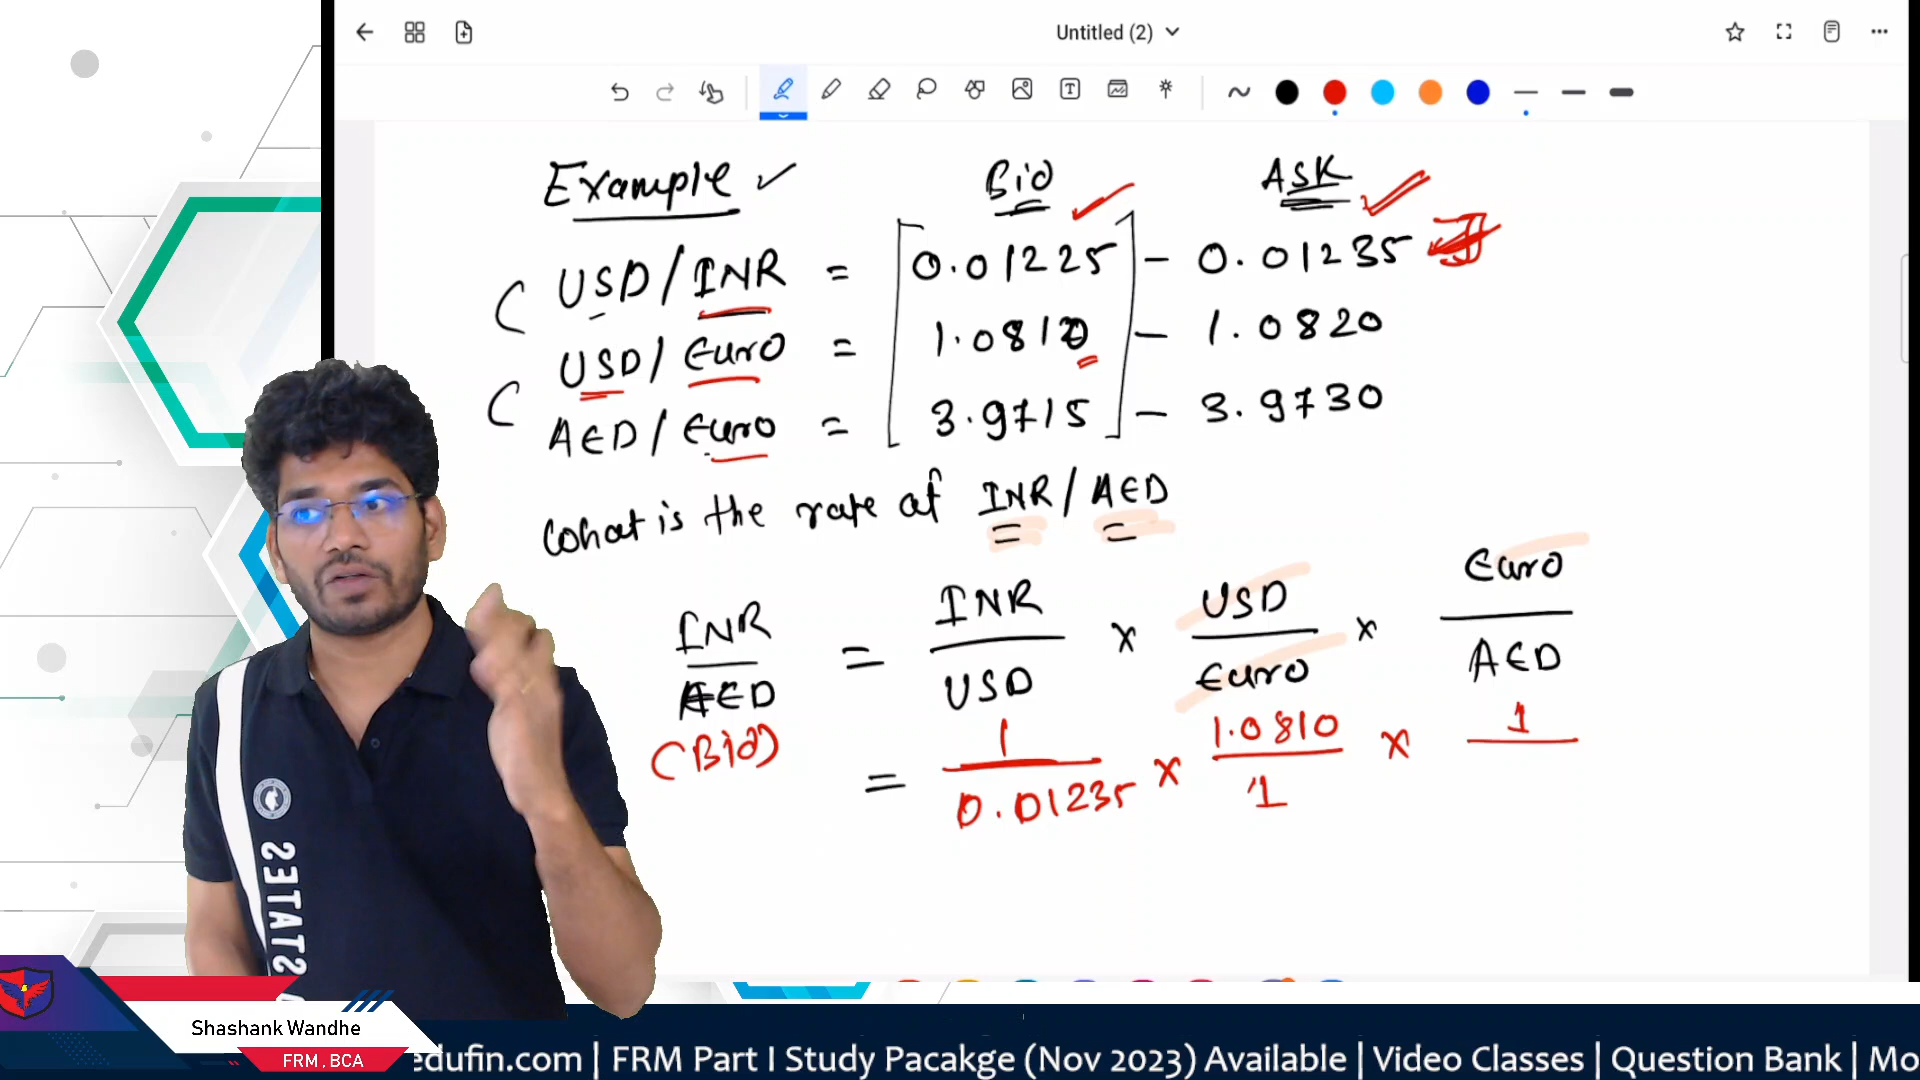 Untitled (2)
Example ✓ Bid ASK
USD/INR = 0.01225 - 0.01235
USD/Euro = 1.0810 - 1.0820
AED/Euro = 3.9715 - 3.9730
What is the rate of INR/AED
INR/AED = INR/USD x USD/Euro x Euro/AED
(Bid) = 1/0.01235 x 1.0810/1 x 1
STATES
Shashank Wandhe
FRM, BCA
edufin.com | FRM Part I Study Pacakge (Nov 2023) Available | Video Classes | Question Bank | Mo